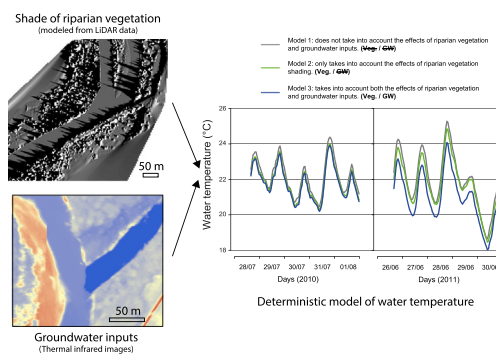 Shade of riparian vegetation
(modeled from LiDAR data)
50 m
50 m
Groundwater inputs
(Thermal infrared images)
Model 1: does not take into account the effects of riparian vegetation
and groundwater inputs. (Veg. / GW)
Model 2: only takes into account the effects of riparian vegetation
shading. (Veg. / GW)
Model 3: takes into account both the effects of riparian vegetation
and groundwater inputs. (Veg. / GW)
Water temperature (°C)
26
24
22
20
18
26
24
22
20
18
28/07 29/07 30/07 31/07 01/08
26/06 27/06 28/06 29/06 30/06
Days (2010)
Days (2011)
Deterministic model of water temperature